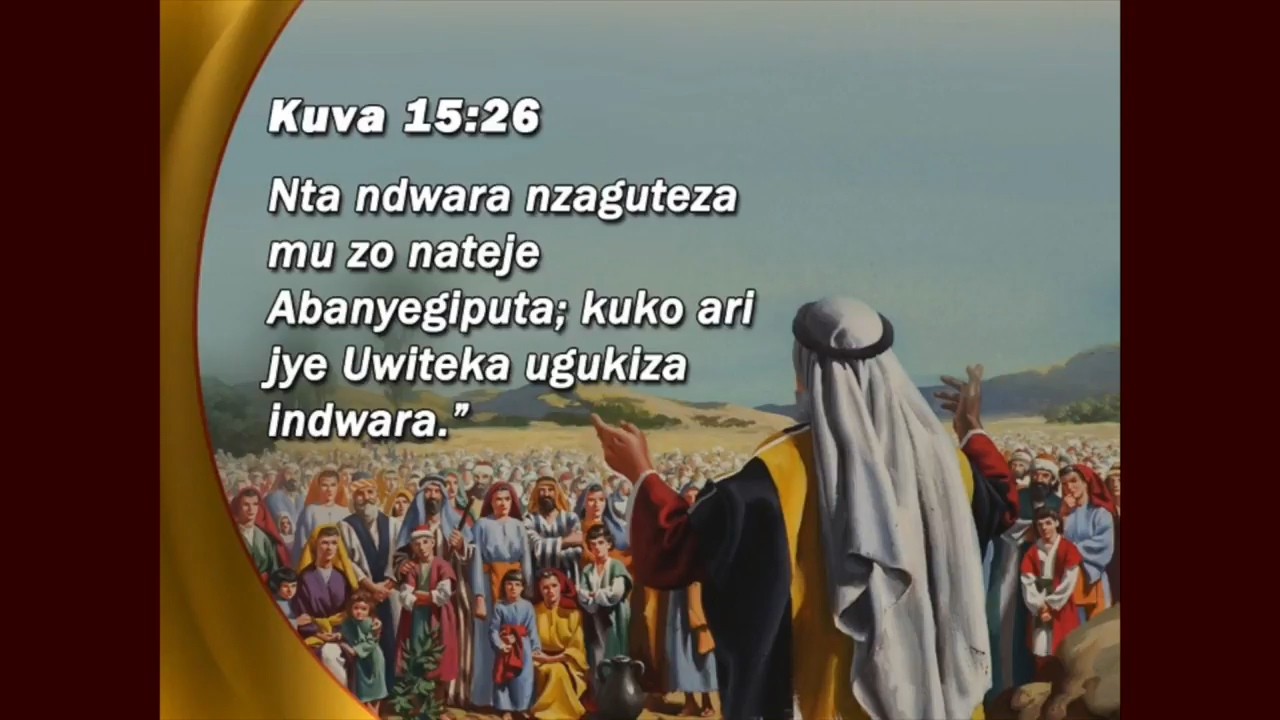 Kuva 15:26
Nta ndwara nzaguteza
mu zo nateje
Abanyegiputa; kuko ari
jye Uwiteka ugukiza
indwara.”